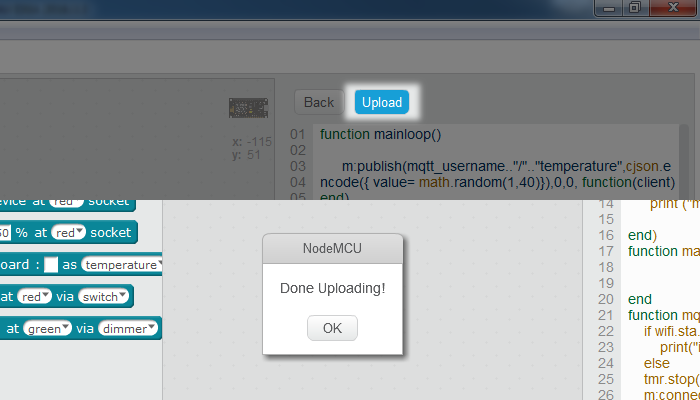 Back
Upload
x: -115
y: 51
01 function mainloop()
02
03 m:publish(mqtt_username.."/".."temperature",cjson.e
04 ncode({ value= math.random(1,40)}),0,0, function(client)
05 end)
evice at red socket
50 % at red socket
oard : as temperature
at red via switch
at green via dimmer
NodeMCU
Done Uploading!
OK
14 print ("m
15
16 end)
17 function ma
18
19
20 end
21 function mq
22 if wifi.sta.
23 print("i
24 else
25 tmr.stop(
26 m:connec